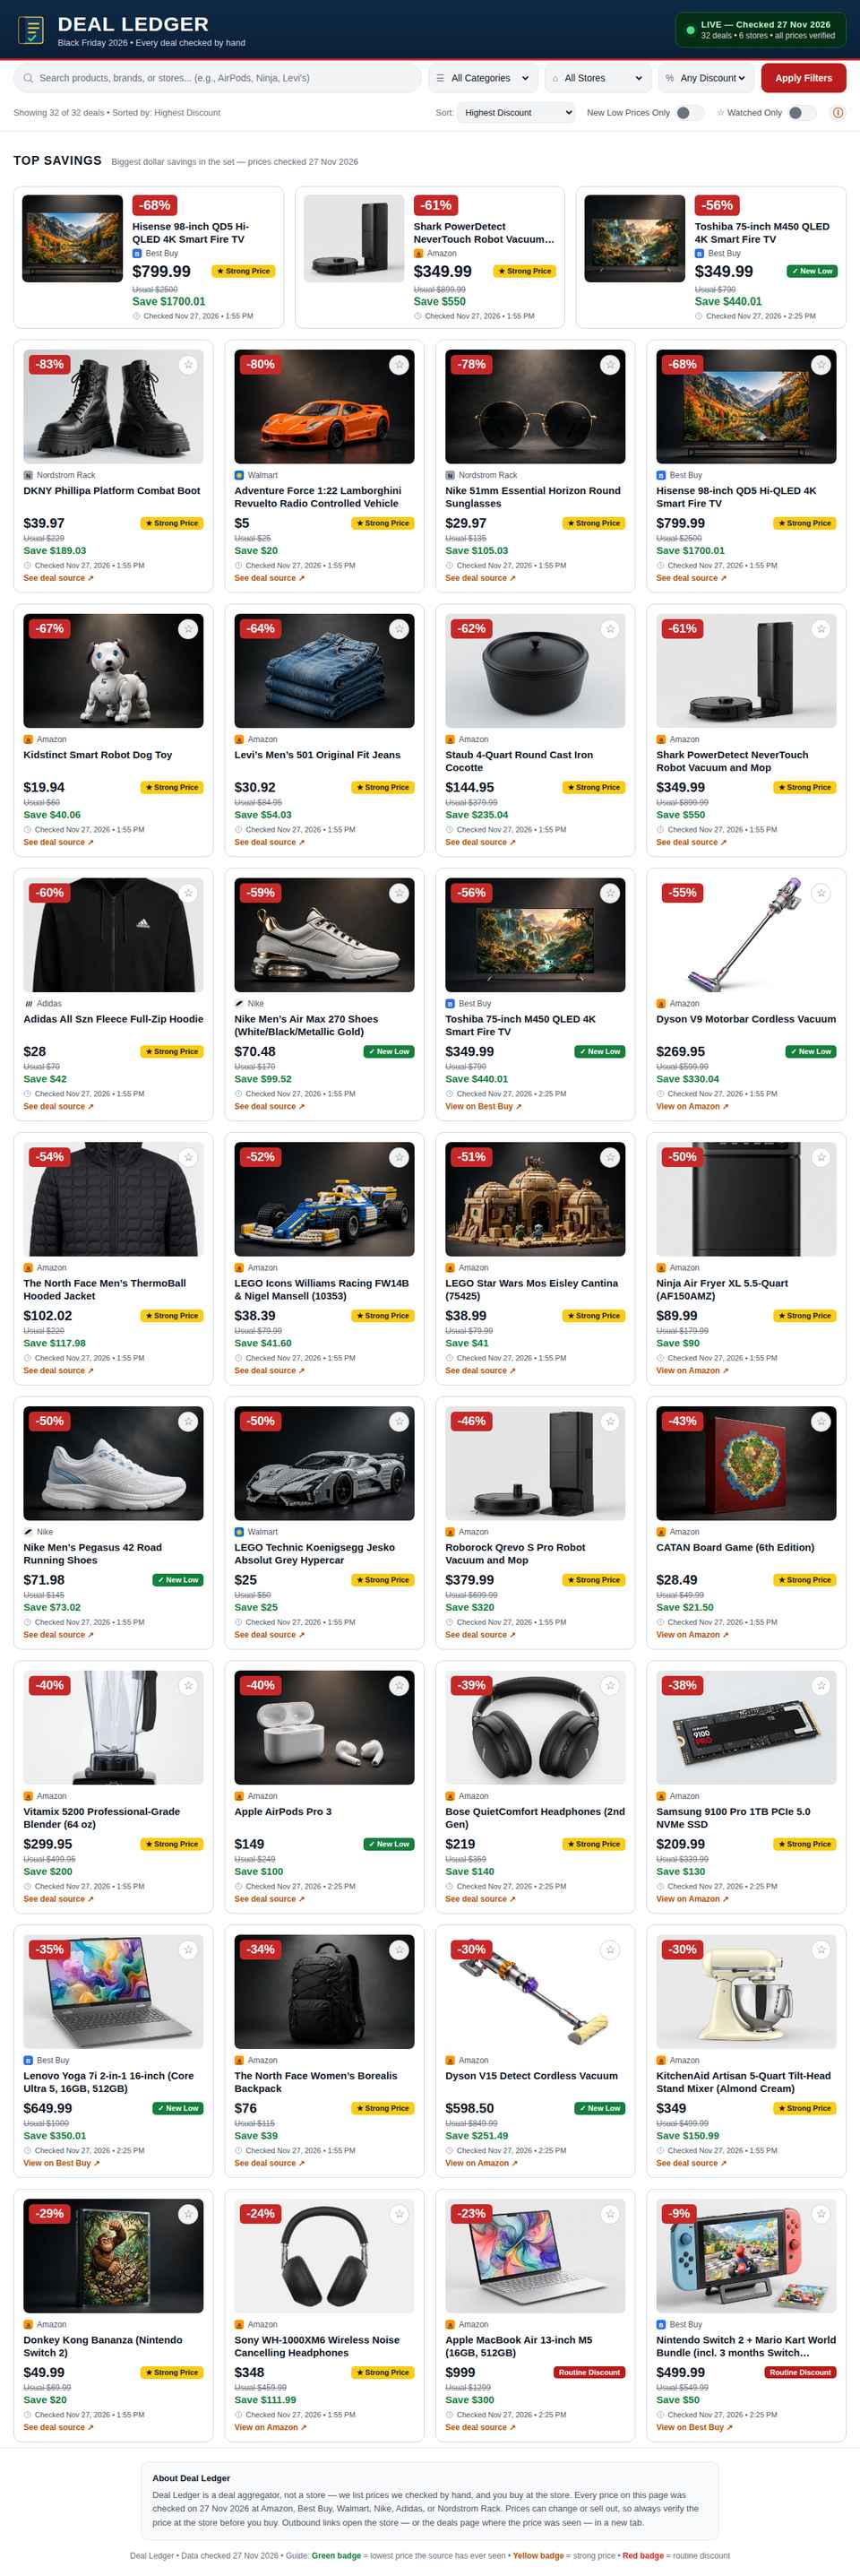 DEAL LEDGER
Black Friday 2026 • Every deal checked by hand
LIVE — Checked 27 Nov 2026
32 deals • 6 stores • all prices verified
Search products, brands, or stores... (e.g., AirPods, Ninja, Levi's)
All Categories
All Stores
% Any Discount
Apply Filters
Showing 32 of 32 deals • Sorted by: Highest Discount
Sort: Highest Discount
New Low Prices Only
☆ Watched Only
TOP SAVINGS Biggest dollar savings in the set — prices checked 27 Nov 2026
-68%
Hisense 98-inch QD5 Hi-
QLED 4K Smart Fire TV
Best Buy
$799.99 ★ Strong Price
Usual $2500
Save $1700.01
Checked Nov 27, 2026 • 1:55 PM
-61%
Shark PowerDetect
NeverTouch Robot Vacuum…
Amazon
$349.99 ★ Strong Price
Usual $899.99
Save $550
Checked Nov 27, 2026 • 1:55 PM
-56%
Toshiba 75-inch M450 QLED
4K Smart Fire TV
Best Buy
$349.99 ✓ New Low
Usual $790
Save $440.01
Checked Nov 27, 2026 • 2:25 PM
-83%
Nordstrom Rack
DKNY Phillipa Platform Combat Boot
$39.97 ★ Strong Price
Usual $229
Save $189.03
Checked Nov 27, 2026 • 1:55 PM
See deal source ↗
-80%
Walmart
Adventure Force 1:22 Lamborghini
Revuelto Radio Controlled Vehicle
$5 ★ Strong Price
Usual $25
Save $20
Checked Nov 27, 2026 • 1:55 PM
See deal source ↗
-78%
Nordstrom Rack
Nike 51mm Essential Horizon Round
Sunglasses
$29.97 ★ Strong Price
Usual $135
Save $105.03
Checked Nov 27, 2026 • 1:55 PM
See deal source ↗
-68%
Best Buy
Hisense 98-inch QD5 Hi-QLED 4K
Smart Fire TV
$799.99 ★ Strong Price
Usual $2500
Save $1700.01
Checked Nov 27, 2026 • 1:55 PM
See deal source ↗
-67%
Amazon
Kidstinct Smart Robot Dog Toy
$19.94 ★ Strong Price
Usual $60
Save $40.06
Checked Nov 27, 2026 • 1:55 PM
See deal source ↗
-64%
Amazon
Levi's Men's 501 Original Fit Jeans
$30.92 ★ Strong Price
Usual $84.95
Save $54.03
Checked Nov 27, 2026 • 1:55 PM
See deal source ↗
-62%
Amazon
Staub 4-Quart Round Cast Iron
Cocotte
$144.95 ★ Strong Price
Usual $379.99
Save $235.04
Checked Nov 27, 2026 • 1:55 PM
See deal source ↗
-61%
Amazon
Shark PowerDetect NeverTouch
Robot Vacuum and Mop
$349.99 ★ Strong Price
Usual $899.99
Save $550
Checked Nov 27, 2026 • 1:55 PM
See deal source ↗
-60%
adidas
Adidas
Adidas All Szn Fleece Full-Zip Hoodie
$28 ★ Strong Price
Usual $70
Save $42
Checked Nov 27, 2026 • 1:55 PM
See deal source ↗
-59%
Nike
Nike Men's Air Max 270 Shoes
(White/Black/Metallic Gold)
$70.48 ✓ New Low
Usual $170
Save $99.52
Checked Nov 27, 2026 • 1:55 PM
See deal source ↗
-56%
Best Buy
Toshiba 75-inch M450 QLED 4K
Smart Fire TV
$349.99 ✓ New Low
Usual $790
Save $440.01
Checked Nov 27, 2026 • 2:25 PM
View on Best Buy ↗
-55%
Amazon
Dyson V9 Motorbar Cordless Vacuum
$269.95 ✓ New Low
Usual $599.99
Save $330.04
Checked Nov 27, 2026 • 1:55 PM
View on Amazon ↗
-54%
Amazon
The North Face Men's ThermoBall
Hooded Jacket
$102.02 ★ Strong Price
Usual $220
Save $117.98
Checked Nov 27, 2026 • 1:55 PM
See deal source ↗
-52%
Amazon
LEGO Icons Williams Racing FW14B
& Nigel Mansell (10353)
$38.39 ★ Strong Price
Usual $79.99
Save $41.60
Checked Nov 27, 2026 • 1:55 PM
See deal source ↗
-51%
Amazon
LEGO Star Wars Mos Eisley Cantina
(75425)
$38.99 ★ Strong Price
Usual $79.99
Save $41
Checked Nov 27, 2026 • 1:55 PM
See deal source ↗
-50%
Amazon
Ninja Air Fryer XL 5.5-Quart
(AF150AMZ)
$89.99 ★ Strong Price
Usual $179.99
Save $90
Checked Nov 27, 2026 • 1:55 PM
View on Amazon ↗
-50%
Nike
Nike Men's Pegasus 42 Road
Running Shoes
$71.98 ✓ New Low
Usual $145
Save $73.02
Checked Nov 27, 2026 • 1:55 PM
See deal source ↗
-50%
Walmart
LEGO Technic Koenigsegg Jesko
Absolut Grey Hypercar
$25 ★ Strong Price
Usual $50
Save $25
Checked Nov 27, 2026 • 1:55 PM
See deal source ↗
-46%
Amazon
Roborock Qrevo S Pro Robot
Vacuum and Mop
$379.99 ★ Strong Price
Usual $699.99
Save $320
Checked Nov 27, 2026 • 1:55 PM
See deal source ↗
-43%
Amazon
CATAN Board Game (6th Edition)
$28.49 ★ Strong Price
Usual $49.99
Save $21.50
Checked Nov 27, 2026 • 1:55 PM
View on Amazon ↗
-40%
Amazon
Vitamix 5200 Professional-Grade
Blender (64 oz)
$299.95 ★ Strong Price
Usual $499.95
Save $200
Checked Nov 27, 2026 • 1:55 PM
See deal source ↗
-40%
Amazon
Apple AirPods Pro 3
$149 ✓ New Low
Usual $249
Save $100
Checked Nov 27, 2026 • 2:25 PM
See deal source ↗
-39%
Amazon
Bose QuietComfort Headphones (2nd
Gen)
$219 ★ Strong Price
Usual $359
Save $140
Checked Nov 27, 2026 • 2:25 PM
See deal source ↗
-38%
9100
PRO
Amazon
Samsung 9100 Pro 1TB PCIe 5.0
NVMe SSD
$209.99 ★ Strong Price
Usual $339.99
Save $130
Checked Nov 27, 2026 • 2:25 PM
View on Amazon ↗
-35%
Best Buy
Lenovo Yoga 7i 2-in-1 16-inch (Core
Ultra 5, 16GB, 512GB)
$649.99 ✓ New Low
Usual $1000
Save $350.01
Checked Nov 27, 2026 • 2:25 PM
View on Best Buy ↗
-34%
Amazon
The North Face Women's Borealis
Backpack
$76 ★ Strong Price
Usual $115
Save $39
Checked Nov 27, 2026 • 1:55 PM
See deal source ↗
-30%
Amazon
Dyson V15 Detect Cordless Vacuum
$598.50 ✓ New Low
Usual $849.99
Save $251.49
Checked Nov 27, 2026 • 2:25 PM
View on Amazon ↗
-30%
Amazon
KitchenAid Artisan 5-Quart Tilt-Head
Stand Mixer (Almond Cream)
$349 ★ Strong Price
Usual $499.99
Save $150.99
Checked Nov 27, 2026 • 1:55 PM
See deal source ↗
-29%
Amazon
Donkey Kong Bananza (Nintendo
Switch 2)
$49.99 ★ Strong Price
Usual $69.99
Save $20
Checked Nov 27, 2026 • 1:55 PM
See deal source ↗
-24%
Amazon
Sony WH-1000XM6 Wireless Noise
Cancelling Headphones
$348 ★ Strong Price
Usual $459.99
Save $111.99
Checked Nov 27, 2026 • 1:55 PM
View on Amazon ↗
-23%
Amazon
Apple MacBook Air 13-inch M5
(16GB, 512GB)
$999 Routine Discount
Usual $1299
Save $300
Checked Nov 27, 2026 • 2:25 PM
See deal source ↗
-9%
Best Buy
Nintendo Switch 2 + Mario Kart World
Bundle (incl. 3 months Switch…
$499.99 Routine Discount
Usual $549.99
Save $50
Checked Nov 27, 2026 • 2:25 PM
View on Best Buy ↗
About Deal Ledger
Deal Ledger is a deal aggregator, not a store — we list prices we checked by hand, and you buy at the store. Every price on this page was
checked on 27 Nov 2026 at Amazon, Best Buy, Walmart, Nike, Adidas, or Nordstrom Rack. Prices can change or sell out, so always verify the
price at the store before you buy. Outbound links open the store — or the deals page where the price was seen — in a new tab.
Deal Ledger • Data checked 27 Nov 2026 • Guide: Green badge = lowest price the source has ever seen • Yellow badge = strong price • Red badge = routine discount